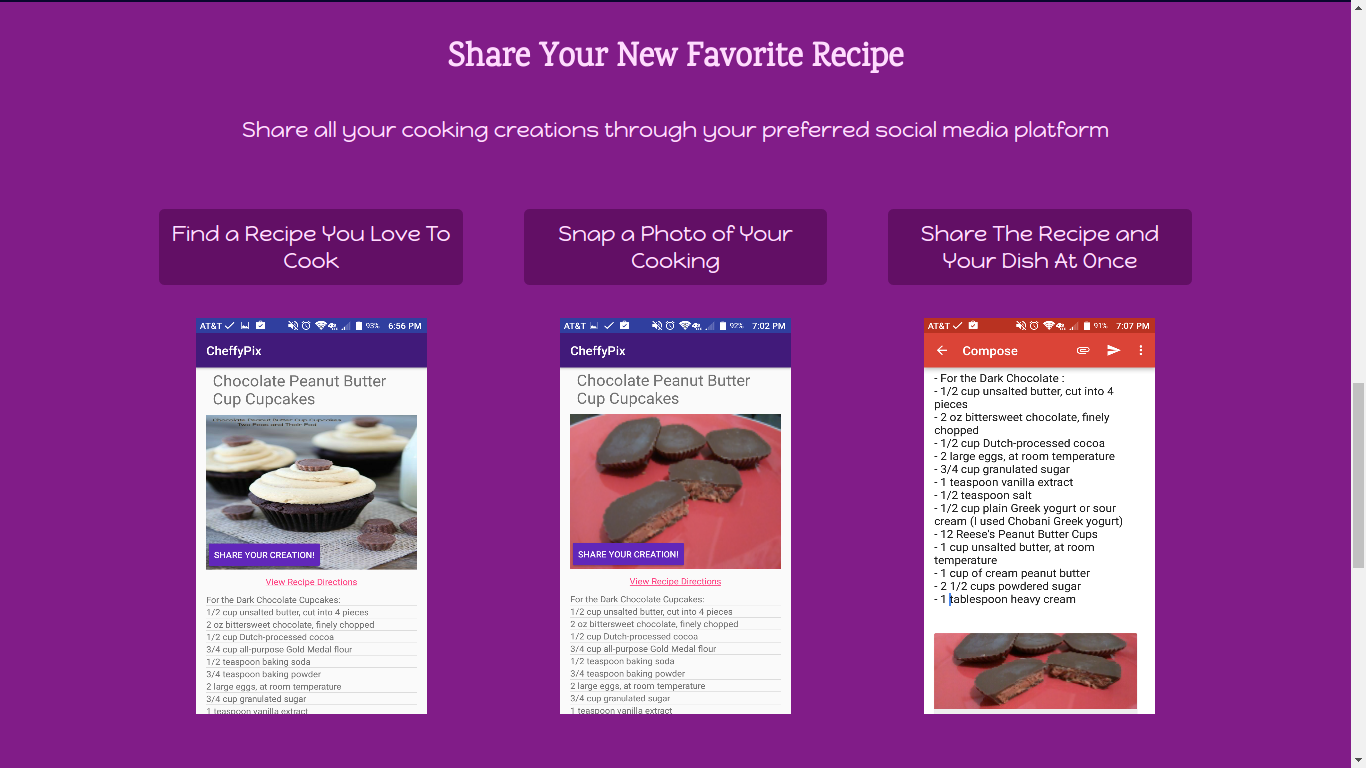 Share Your New Favorite Recipe
Share all your cooking creations through your preferred social media platform
Find a Recipe You Love To
Cook
AT&T 93% 6:56 PM
CheffyPix
Chocolate Peanut Butter
Cup Cupcakes
Chocolate Peanut Butter Cup Cupcakes
Two Peas and Their Pod
SHARE YOUR CREATION!
View Recipe Directions
For the Dark Chocolate Cupcakes:
1/2 cup unsalted butter, cut into 4 pieces
2 oz bittersweet chocolate, finely chopped
1/2 cup Dutch-processed cocoa
3/4 cup all-purpose Gold Medal flour
1/2 teaspoon baking soda
3/4 teaspoon baking powder
2 large eggs, at room temperature
3/4 cup granulated sugar
1 teaspoon vanilla extract
Snap a Photo of Your
Cooking
AT&T 92% 7:02 PM
CheffyPix
Chocolate Peanut Butter
Cup Cupcakes
SHARE YOUR CREATION!
View Recipe Directions
For the Dark Chocolate Cupcakes:
1/2 cup unsalted butter, cut into 4 pieces
2 oz bittersweet chocolate, finely chopped
1/2 cup Dutch-processed cocoa
3/4 cup all-purpose Gold Medal flour
1/2 teaspoon baking soda
3/4 teaspoon baking powder
2 large eggs, at room temperature
3/4 cup granulated sugar
1 teaspoon vanilla extract
Share The Recipe and
Your Dish At Once
AT&T 91% 7:07 PM
Compose
- For the Dark Chocolate :
- 1/2 cup unsalted butter, cut into 4
pieces
- 2 oz bittersweet chocolate, finely
chopped
- 1/2 cup Dutch-processed cocoa
- 2 large eggs, at room temperature
- 3/4 cup granulated sugar
- 1 teaspoon vanilla extract
- 1/2 teaspoon salt
- 1/2 cup plain Greek yogurt or sour
cream (I used Chobani Greek yogurt)
- 12 Reese's Peanut Butter Cups
- 1 cup unsalted butter, at room
temperature
- 1 cup of cream peanut butter
- 2 1/2 cups powdered sugar
- 1 tablespoon heavy cream